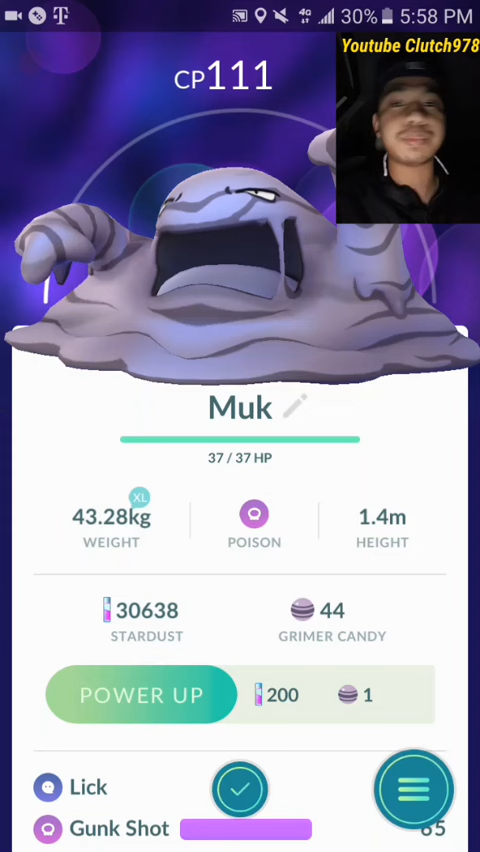 4G 30% 5:58 PM
Youtube Clutch978
CP111
Muk
37 / 37 HP
XL
43.28kg
1.4m
WEIGHT
POISON
HEIGHT
30638
44
STARDUST
GRIMER CANDY
POWER UP
200
1
Lick
Gunk Shot